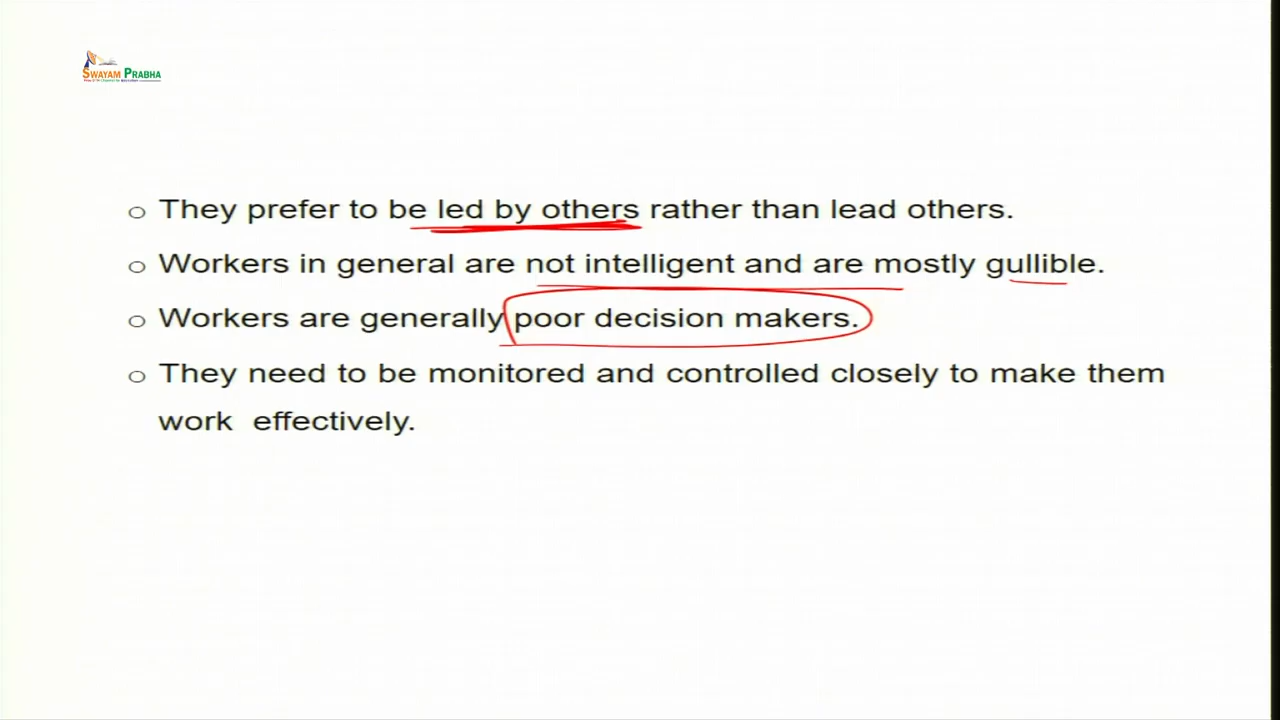 SWAYAM PRABHA
○ They prefer to be led by others rather than lead others.
○ Workers in general are not intelligent and are mostly gullible.
○ Workers are generally poor decision makers.
○ They need to be monitored and controlled closely to make them
work effectively.